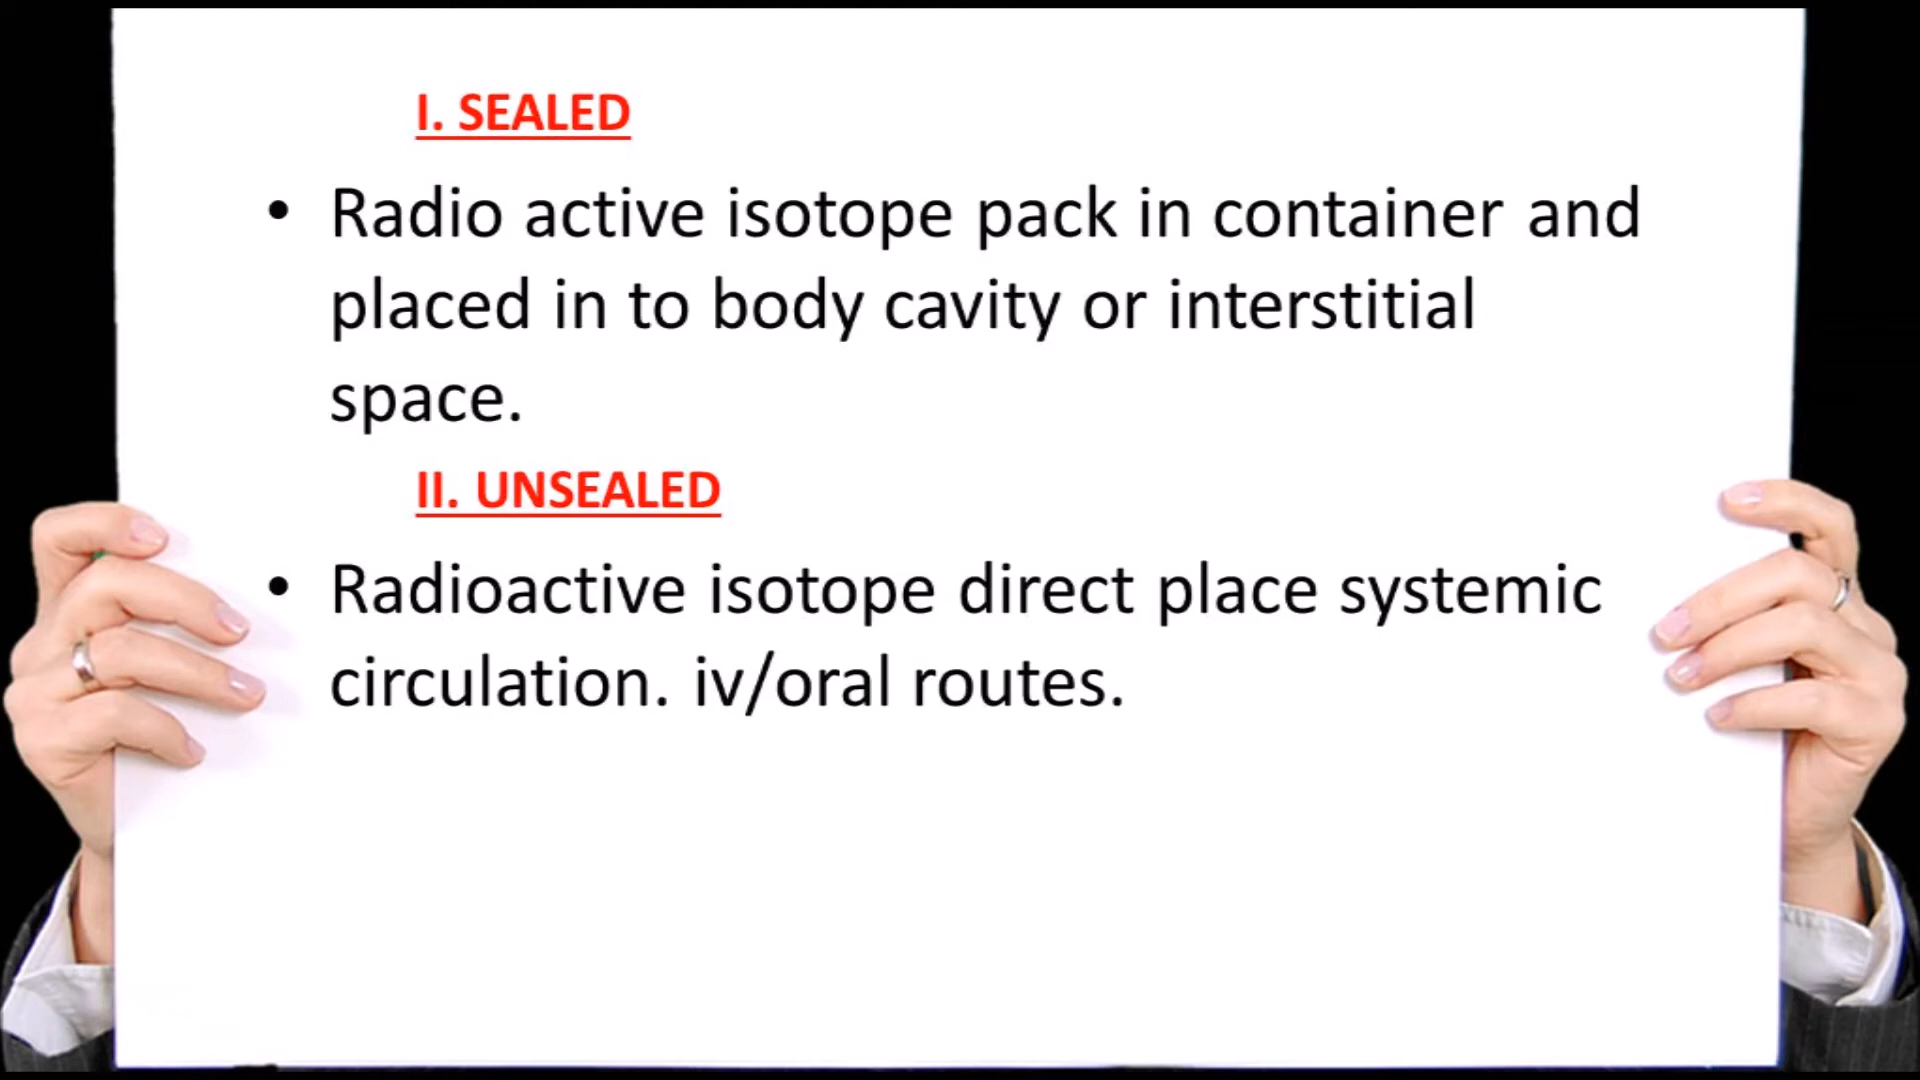 I. SEALED
• Radio active isotope pack in container and
placed in to body cavity or interstitial
space.
II. UNSEALED
• Radioactive isotope direct place systemic
circulation. iv/oral routes.